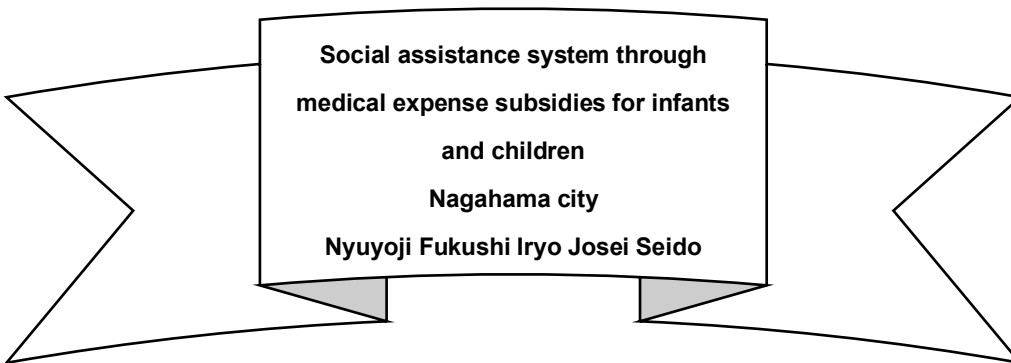 Social assistance system through
medical expense subsidies for infants
and children
Nagahama city
Nyuyoji Fukushi Iryo Josei Seido